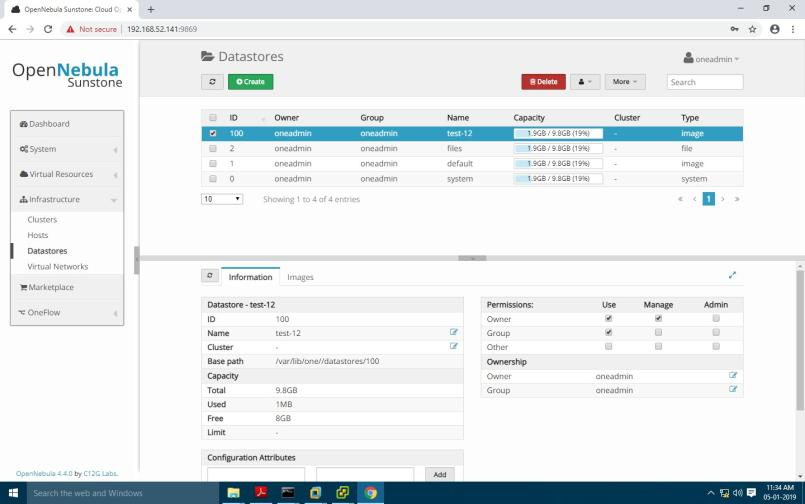 OpenNebula Sunstone: Cloud Op
Not secure
192.168.52.141:9869
OpenNebula
Sunstone
Dashboard
System
Virtual Resources
Infrastructure
Clusters
Hosts
Datastores
Virtual Networks
Marketplace
OneFlow
OpenNebula 4.4.0 by C12G Labs.
Datastores
oneadmin
Create
Delete
More
Search
ID Owner Group Name Capacity Cluster Type
100 oneadmin oneadmin test-12 1.9GB / 9.8GB (19%) - image
2 oneadmin oneadmin files 1.9GB / 9.8GB (19%) - file
1 oneadmin oneadmin default 1.9GB / 9.8GB (19%) - image
0 oneadmin oneadmin system 1.9GB / 9.8GB (19%) - system
10 Showing 1 to 4 of 4 entries « < 1 > »
Information Images
Datastore - test-12
ID 100
Name test-12
Cluster -
Base path /var/lib/one//datastores/100
Capacity
Total 9.8GB
Used 1MB
Free 8GB
Limit -
Configuration Attributes
Add
Permissions: Use Manage Admin
Owner
Group
Other
Ownership
Owner oneadmin
Group oneadmin
Search the web and Windows
11:34 AM
05-01-2019